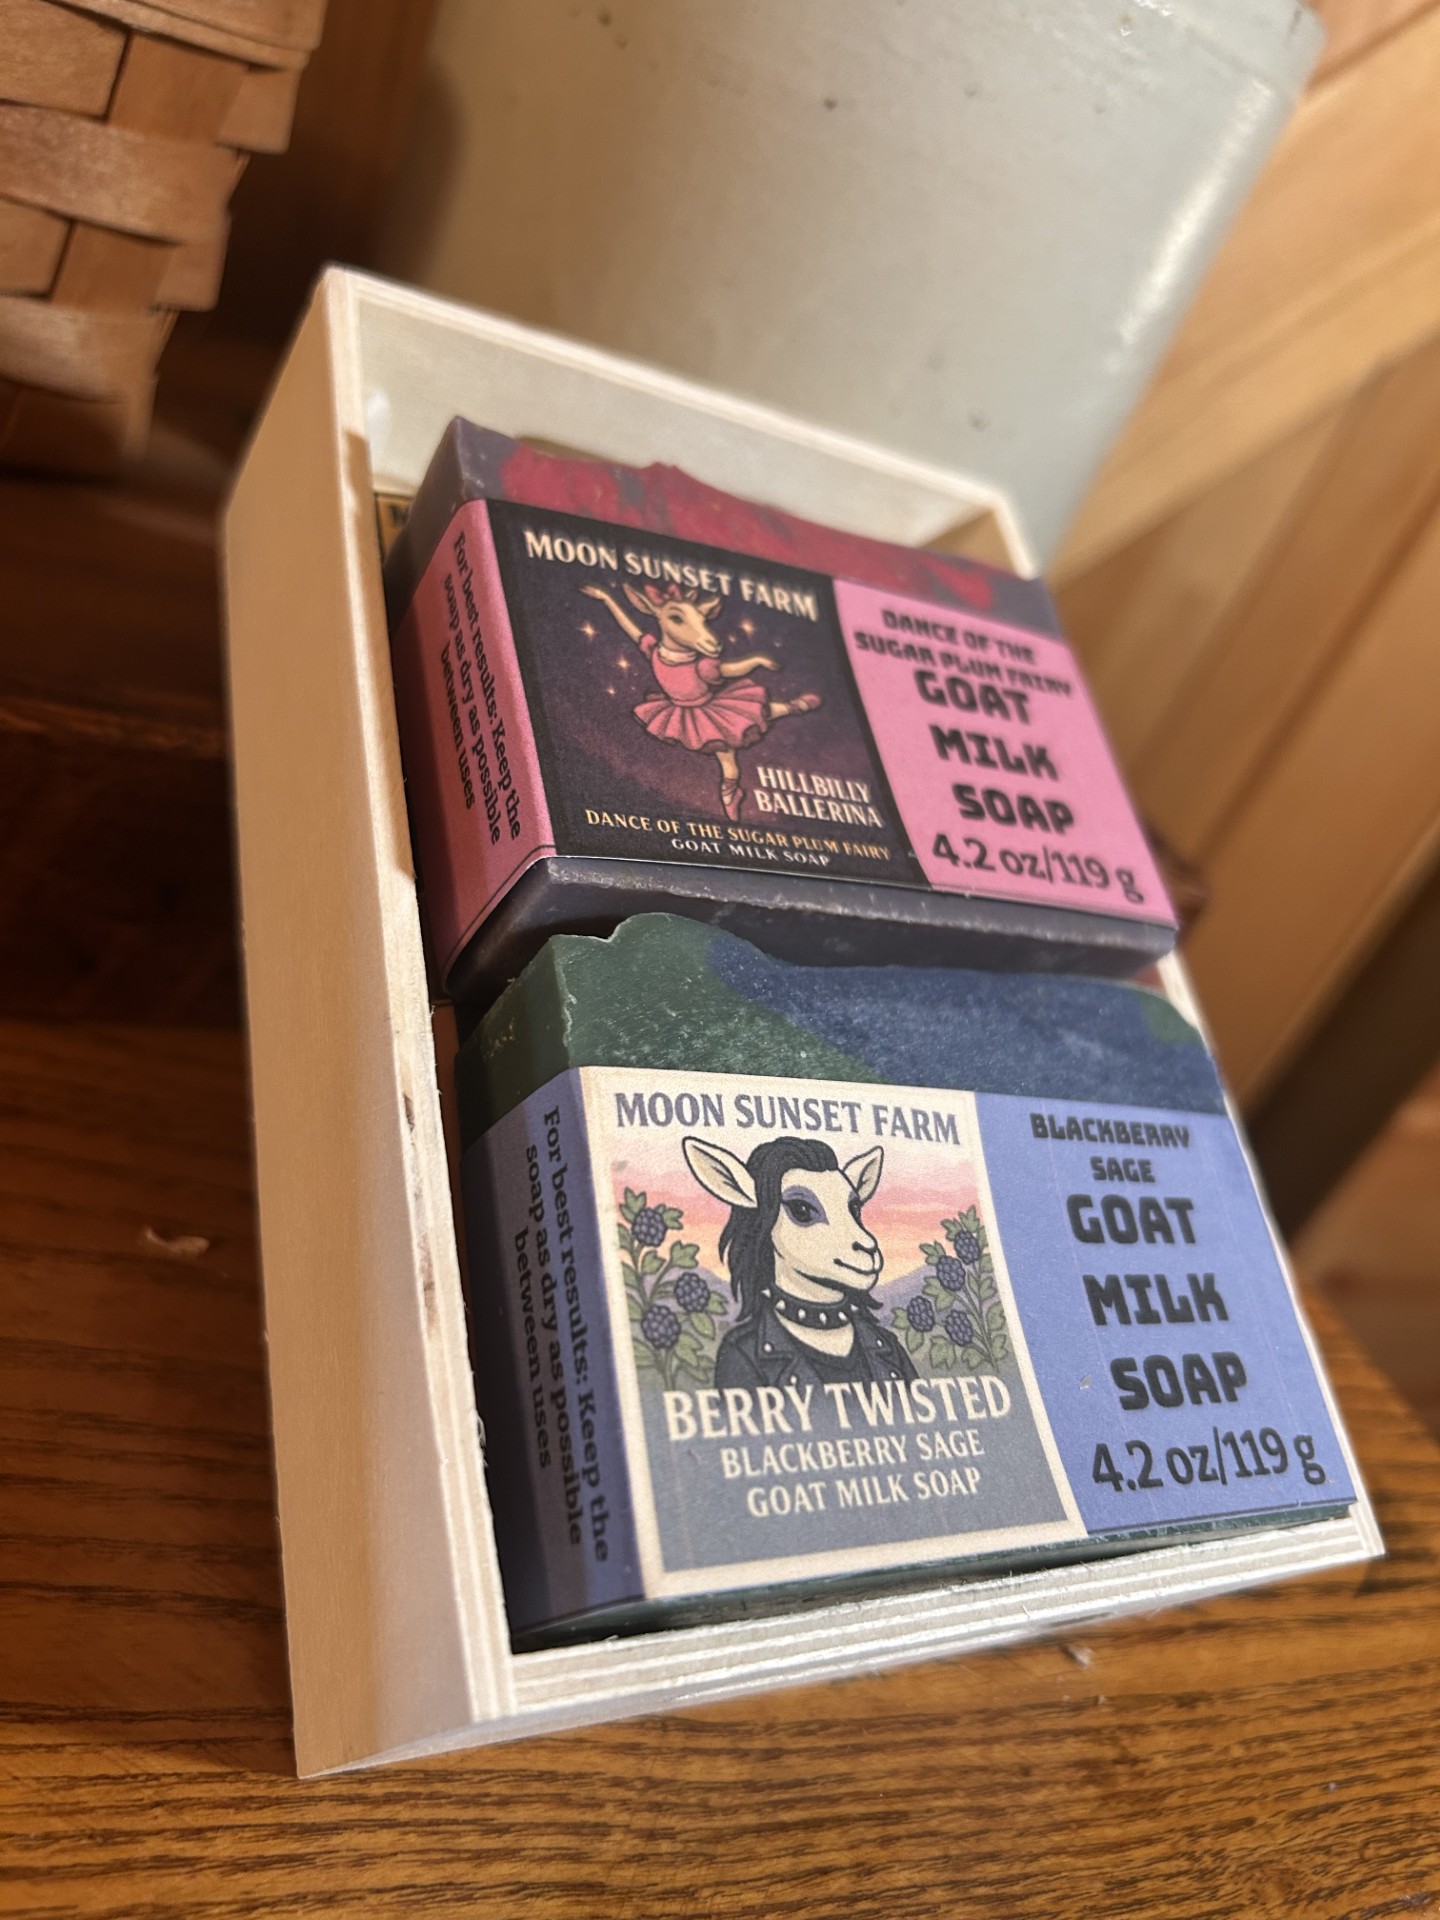 For best results: Keep the
soap as dry as possible
between uses
MOON SUNSET FARM
HILLBILLY
BALLERINA
DANCE OF THE SUGAR PLUM FAIRY
GOAT MILK SOAP
DANCE OF THE
SUGAR PLUM FAIRY
GOAT
MILK
SOAP
4.2 oz/119 g
For best results: Keep the
soap as dry as possible
between uses
MOON SUNSET FARM
BERRY TWISTED
BLACKBERRY SAGE
GOAT MILK SOAP
BLACKBERRY
SAGE
GOAT
MILK
SOAP
4.2 oz/119 g